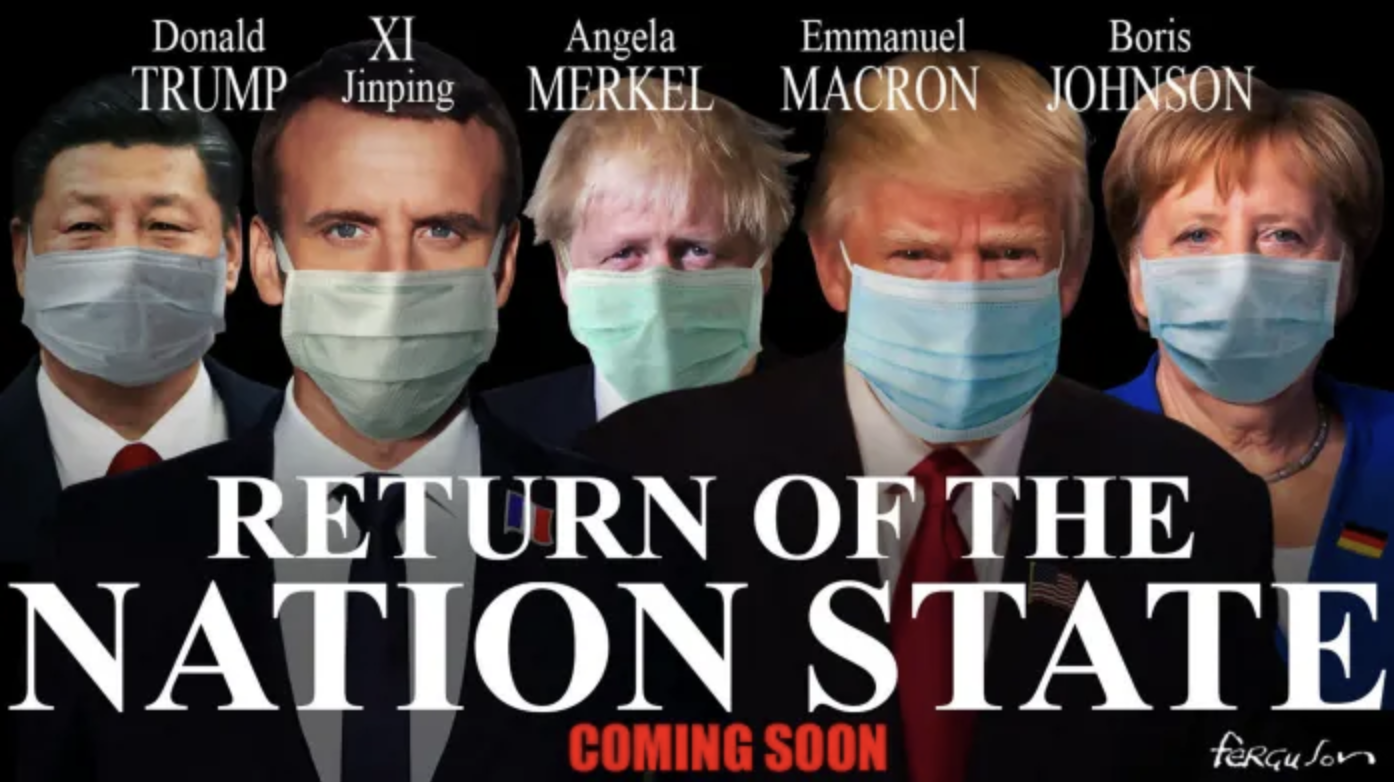 Donald
TRUMP
XI
Jinping
Angela
MERKEL
Emmanuel
MACRON
Boris
JOHNSON
RETURN OF THE
NATION STATE
COMING SOON
ferguson